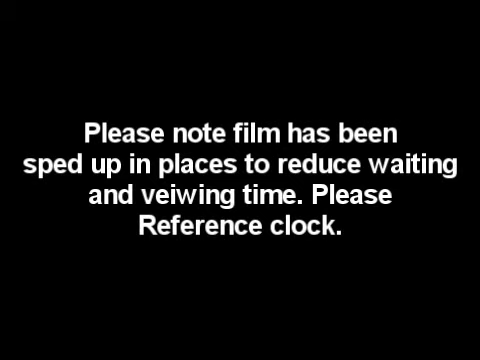 Please note film has been
sped up in places to reduce waiting
and veiwing time. Please
Reference clock.